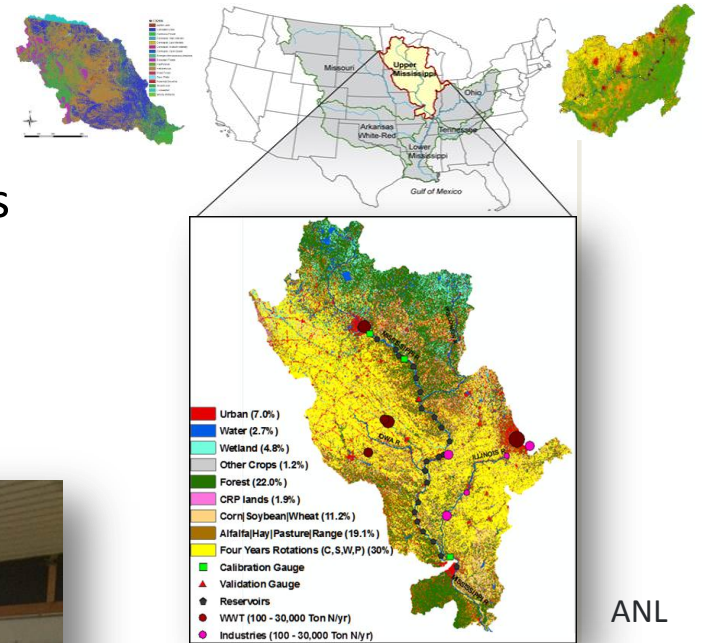 Missouri
Upper
Mississippi
Ohio
Arkansas
White-Red
Tennessee
Lower
Mississippi
Gulf of Mexico
s
Urban (7.0%)
Water (2.7%)
Wetland (4.8%)
Other Crops (1.2%)
Forest (22.0%)
CRP lands (1.9%)
Corn|Soybean|Wheat (11.2%)
Alfalfa|Hay|Pasture|Range (19.1%)
Four Years Rotations (C,S,W,P) (30%)
Calibration Gauge
Validation Gauge
Reservoirs
WWT (100 - 30,000 Ton N/yr)
Industries (100 - 30,000 Ton N/yr)
IOWA R.
ILLINOIS R.
ANL